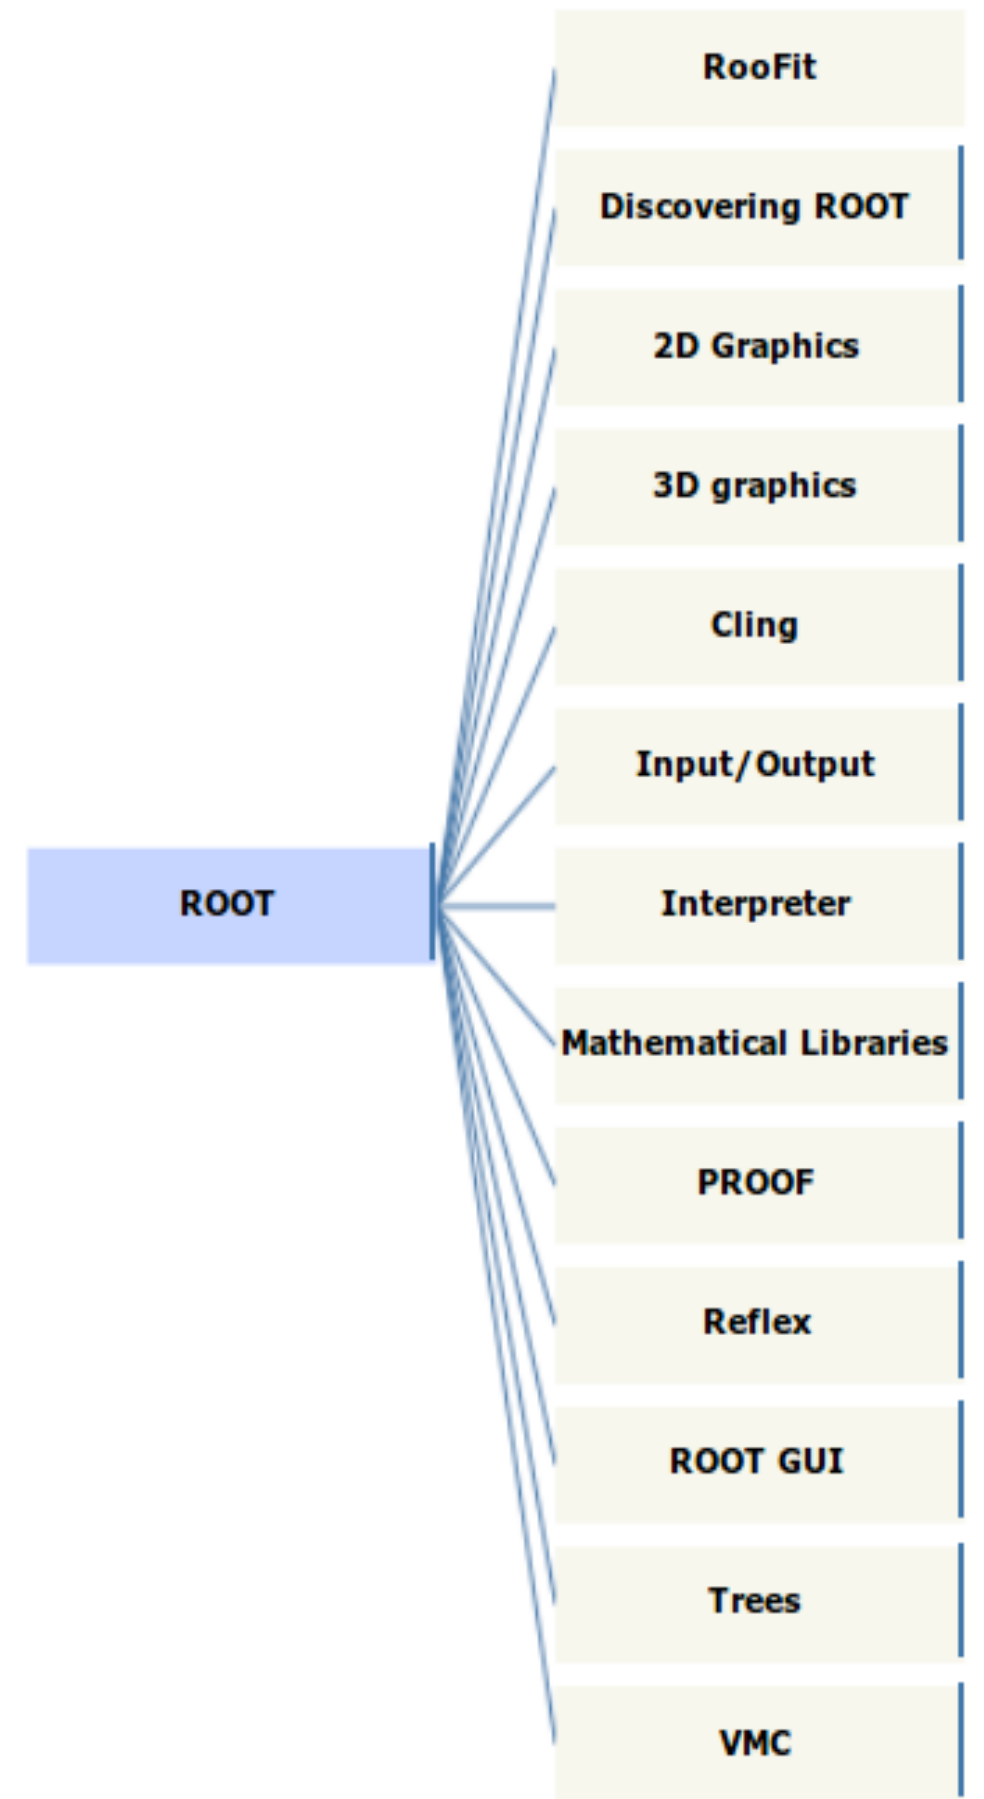 RooFit
Discovering ROOT
2D Graphics
3D graphics
Cling
Input/Output
ROOT
Interpreter
Mathematical Libraries
PROOF
Reflex
ROOT GUI
Trees
VMC